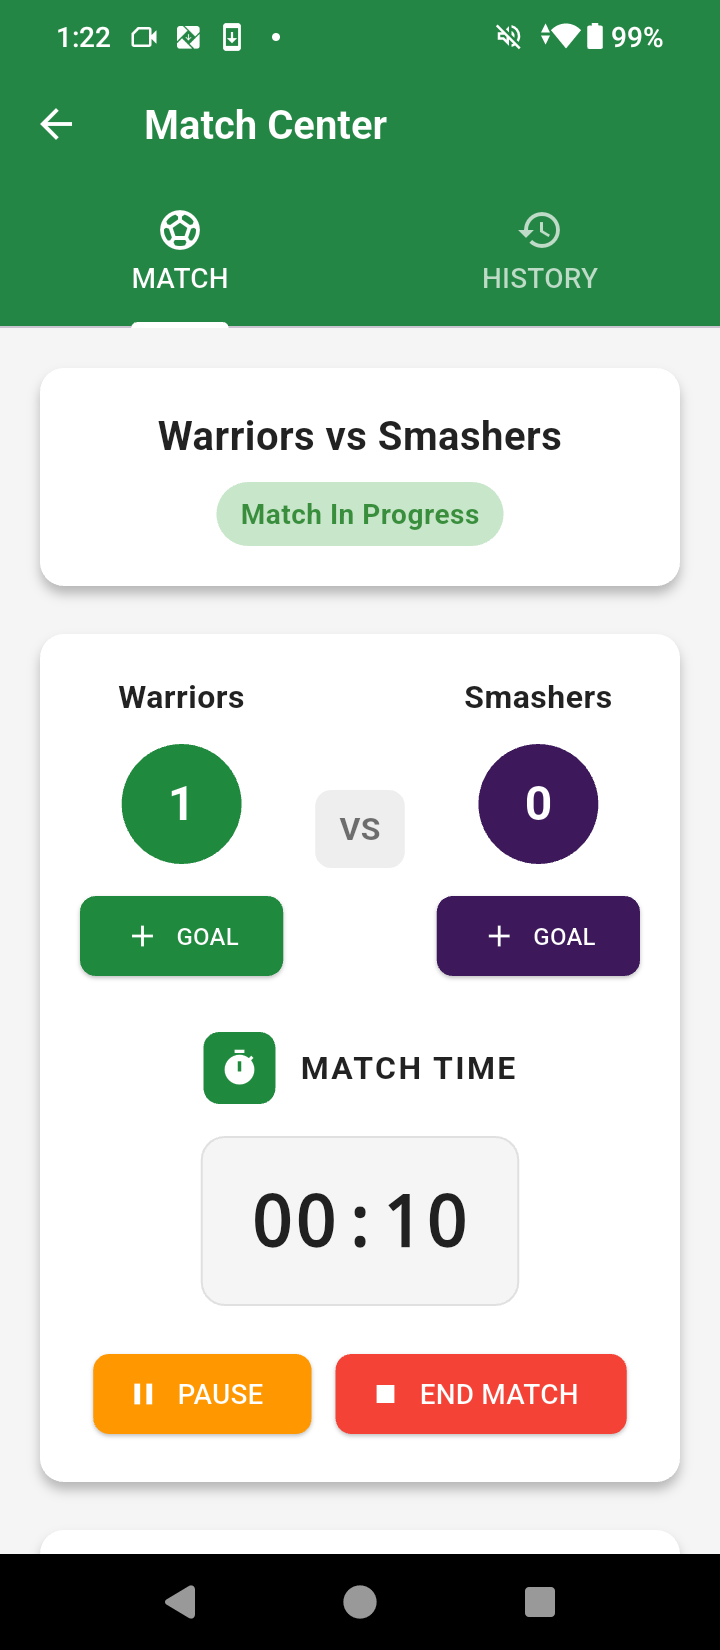 1:22 99%
Match Center
MATCH HISTORY
Warriors vs Smashers
Match In Progress
Warriors Smashers
1 0
VS
GOAL GOAL
MATCH TIME
00:10
PAUSE END MATCH